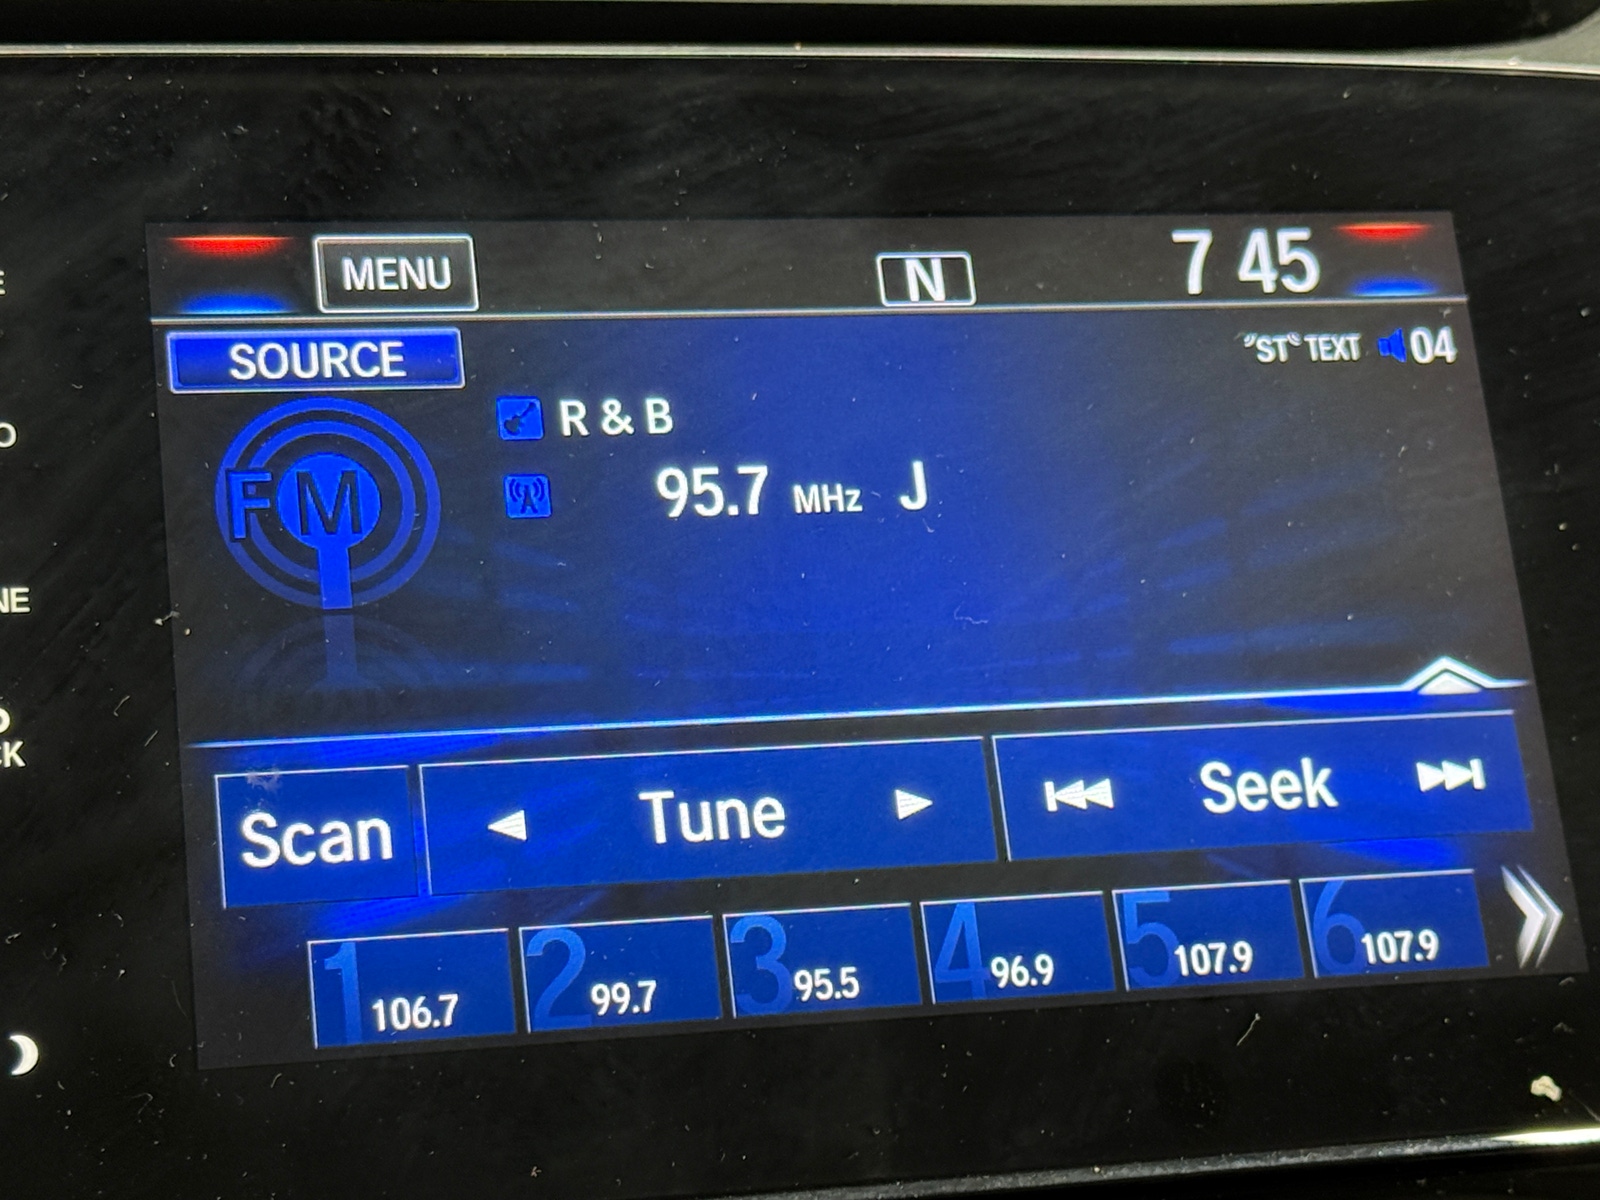 MENU
N
7 45
SOURCE
"ST" TEXT 04
R & B
FM
95.7 MHz J
Scan
Tune
Seek
1 106.7
2 99.7
3 95.5
4 96.9
5 107.9
6 107.9